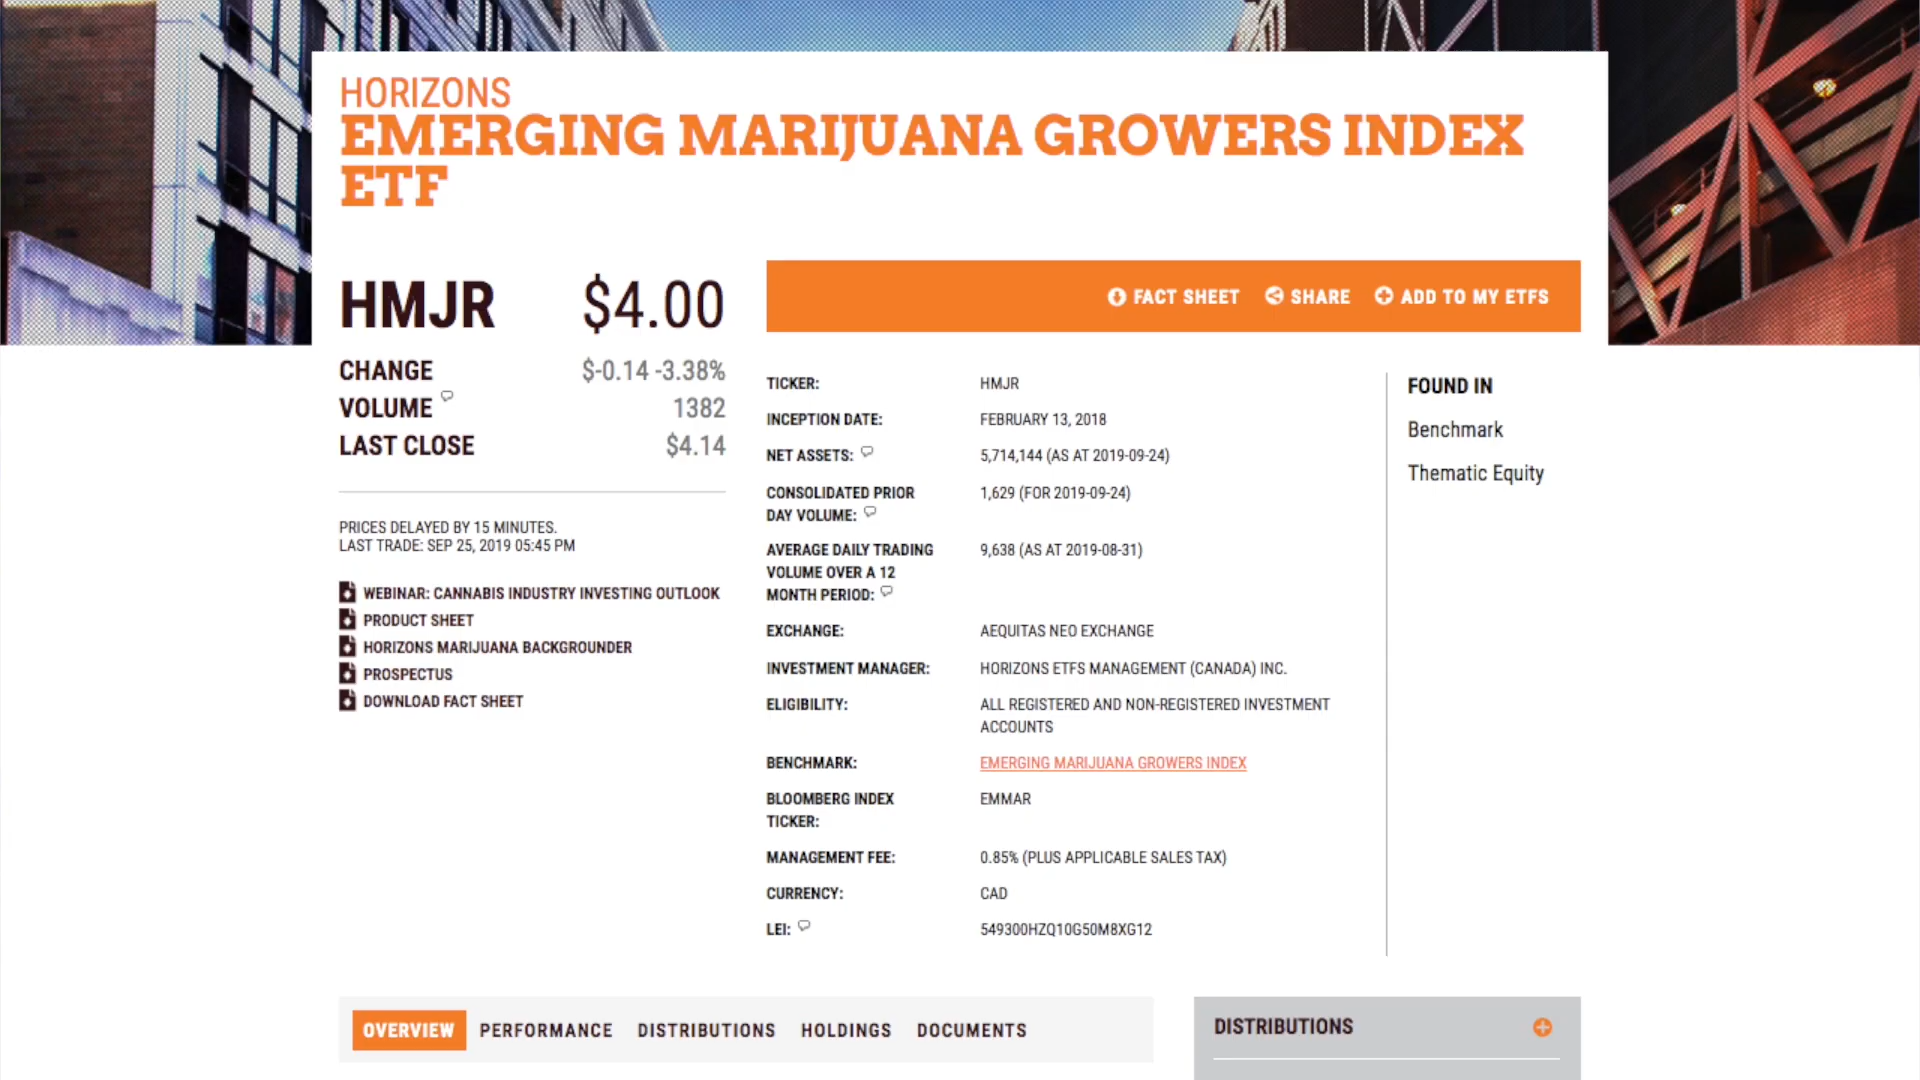 HORIZONS
EMERGING MARIJUANA GROWERS INDEX
ETF
HMJR $4.00
CHANGE $-0.14 -3.38%
VOLUME 1382
LAST CLOSE $4.14
PRICES DELAYED BY 15 MINUTES.
LAST TRADE: SEP 25, 2019 05:45 PM
WEBINAR: CANNABIS INDUSTRY INVESTING OUTLOOK
PRODUCT SHEET
HORIZONS MARIJUANA BACKGROUNDER
PROSPECTUS
DOWNLOAD FACT SHEET
FACT SHEET SHARE ADD TO MY ETFS
TICKER: HMJR
INCEPTION DATE: FEBRUARY 13, 2018
NET ASSETS: 5,714,144 (AS AT 2019-09-24)
CONSOLIDATED PRIOR 1,629 (FOR 2019-09-24)
DAY VOLUME:
AVERAGE DAILY TRADING 9,638 (AS AT 2019-08-31)
VOLUME OVER A 12
MONTH PERIOD:
EXCHANGE: AEQUITAS NEO EXCHANGE
INVESTMENT MANAGER: HORIZONS ETFS MANAGEMENT (CANADA) INC.
ELIGIBILITY: ALL REGISTERED AND NON-REGISTERED INVESTMENT
ACCOUNTS
BENCHMARK: EMERGING MARIJUANA GROWERS INDEX
BLOOMBERG INDEX EMMAR
TICKER:
MANAGEMENT FEE: 0.85% (PLUS APPLICABLE SALES TAX)
CURRENCY: CAD
LEI: 549300HZQ10G50M8XG12
FOUND IN
Benchmark
Thematic Equity
OVERVIEW PERFORMANCE DISTRIBUTIONS HOLDINGS DOCUMENTS
DISTRIBUTIONS